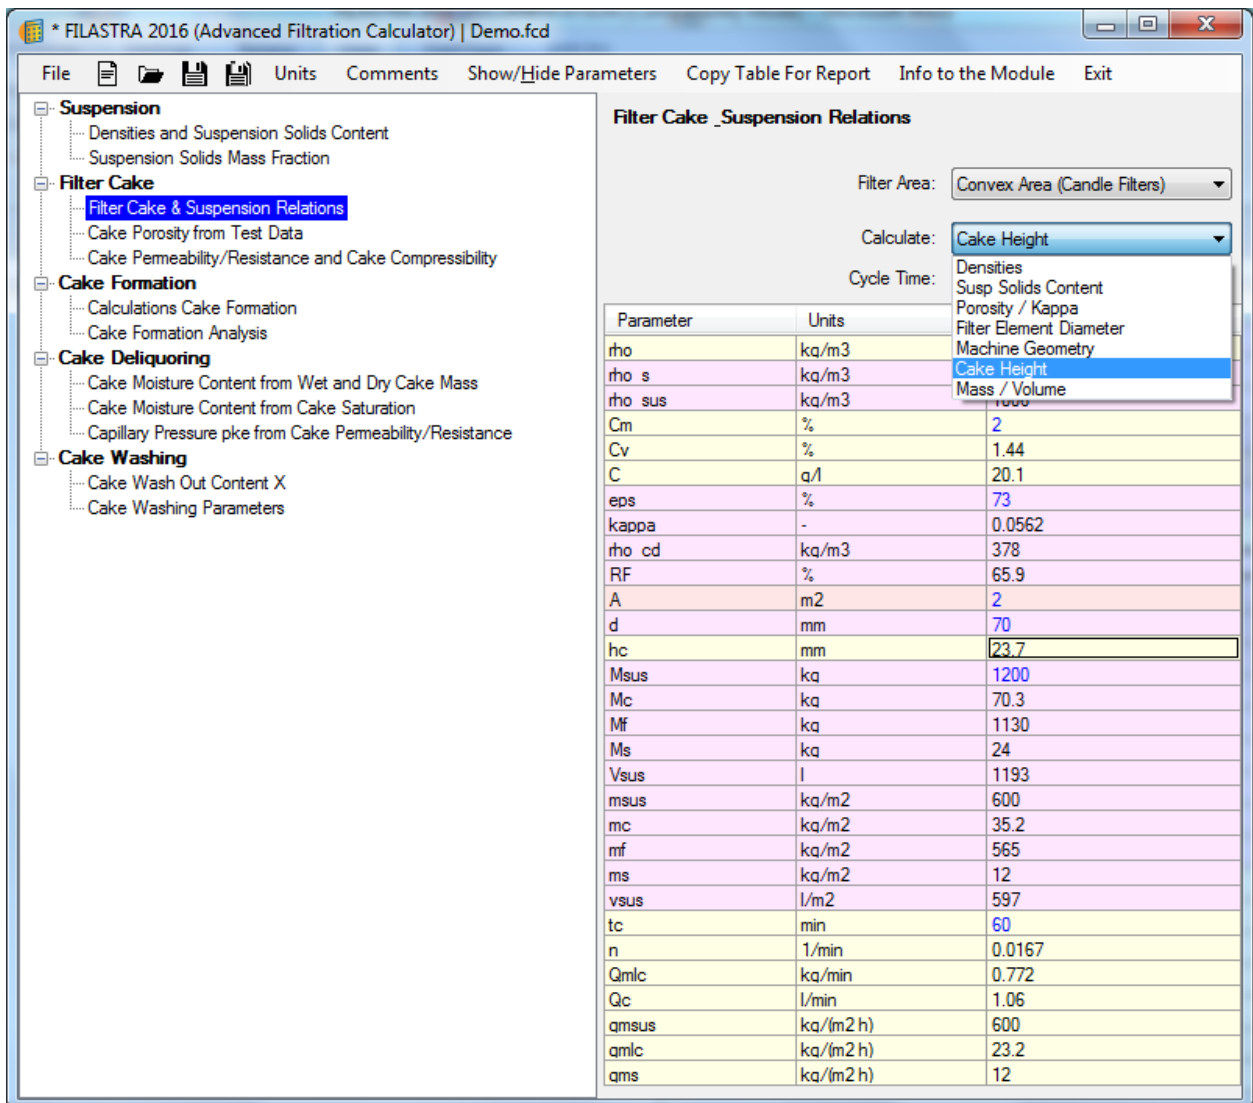 * FILASTRA 2016 (Advanced Filtration Calculator) | Demo.fcd
File Units Comments Show/Hide Parameters Copy Table For Report Info to the Module Exit
Suspension
Densities and Suspension Solids Content
Suspension Solids Mass Fraction
Filter Cake
Filter Cake & Suspension Relations
Cake Porosity from Test Data
Cake Permeability/Resistance and Cake Compressibility
Cake Formation
Calculations Cake Formation
Cake Formation Analysis
Cake Deliquoring
Cake Moisture Content from Wet and Dry Cake Mass
Cake Moisture Content from Cake Saturation
Capillary Pressure pke from Cake Permeability/Resistance
Cake Washing
Cake Wash Out Content X
Cake Washing Parameters
Filter Cake _Suspension Relations
Filter Area: Convex Area (Candle Filters)
Calculate: Cake Height
Cycle Time:
Densities
Susp Solids Content
Porosity / Kappa
Filter Element Diameter
Machine Geometry
Cake Height
Mass / Volume
Parameter Units
rho kg/m3
rho_s kg/m3
rho_sus kg/m3
Cm % 2
Cv % 1.44
C g/l 20.1
eps % 73
kappa - 0.0562
rho_cd kg/m3 378
RF % 65.9
A m2 2
d mm 70
hc mm 23.7
Msus kg 1200
Mc kg 70.3
Mf kg 1130
Ms kg 24
Vsus l 1193
msus kg/m2 600
mc kg/m2 35.2
mf kg/m2 565
ms kg/m2 12
vsus l/m2 597
tc min 60
n 1/min 0.0167
Qmlc kg/min 0.772
Qc l/min 1.06
qmsus kg/(m2 h) 600
qmlc kg/(m2 h) 23.2
qms kg/(m2 h) 12